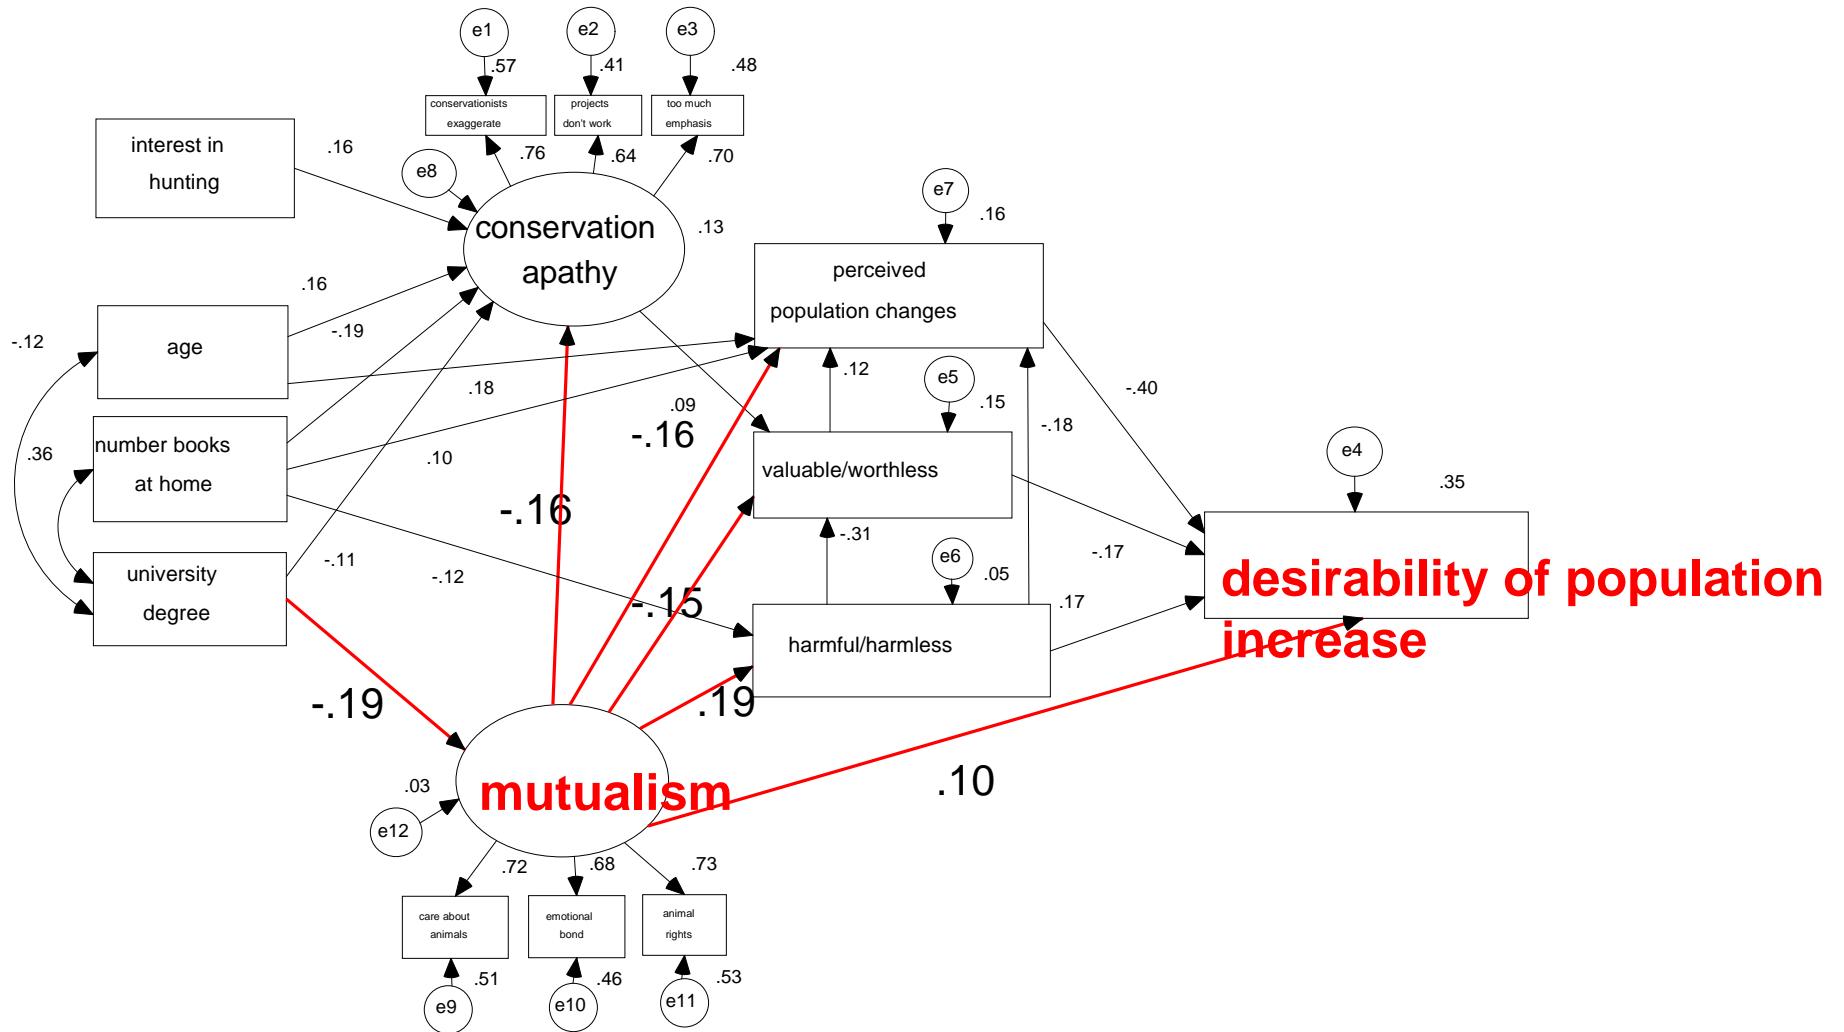 e1
e2
e3
.57
.41
.48
conservationists
exaggerate
projects
don't work
too much
emphasis
interest in
hunting
.16
.76
.64
.70
e8
e7
conservation
apathy
.13
.16
perceived
population changes
.16
-.19
-.12
age
.18
.12
e5
-.40
.09
.15
-.16
-.18
number books
at home
.36
.10
valuable/worthless
e4
.35
-.16
-.31
e6
-.17
-.11
-.12
.05
university
degree
-.15
.17
desirability of population
increase
harmful/harmless
-.19
.19
.10
mutualism
.03
e12
.72
.68
.73
care about
animals
emotional
bond
animal
rights
.51
.46
.53
e9
e10
e11